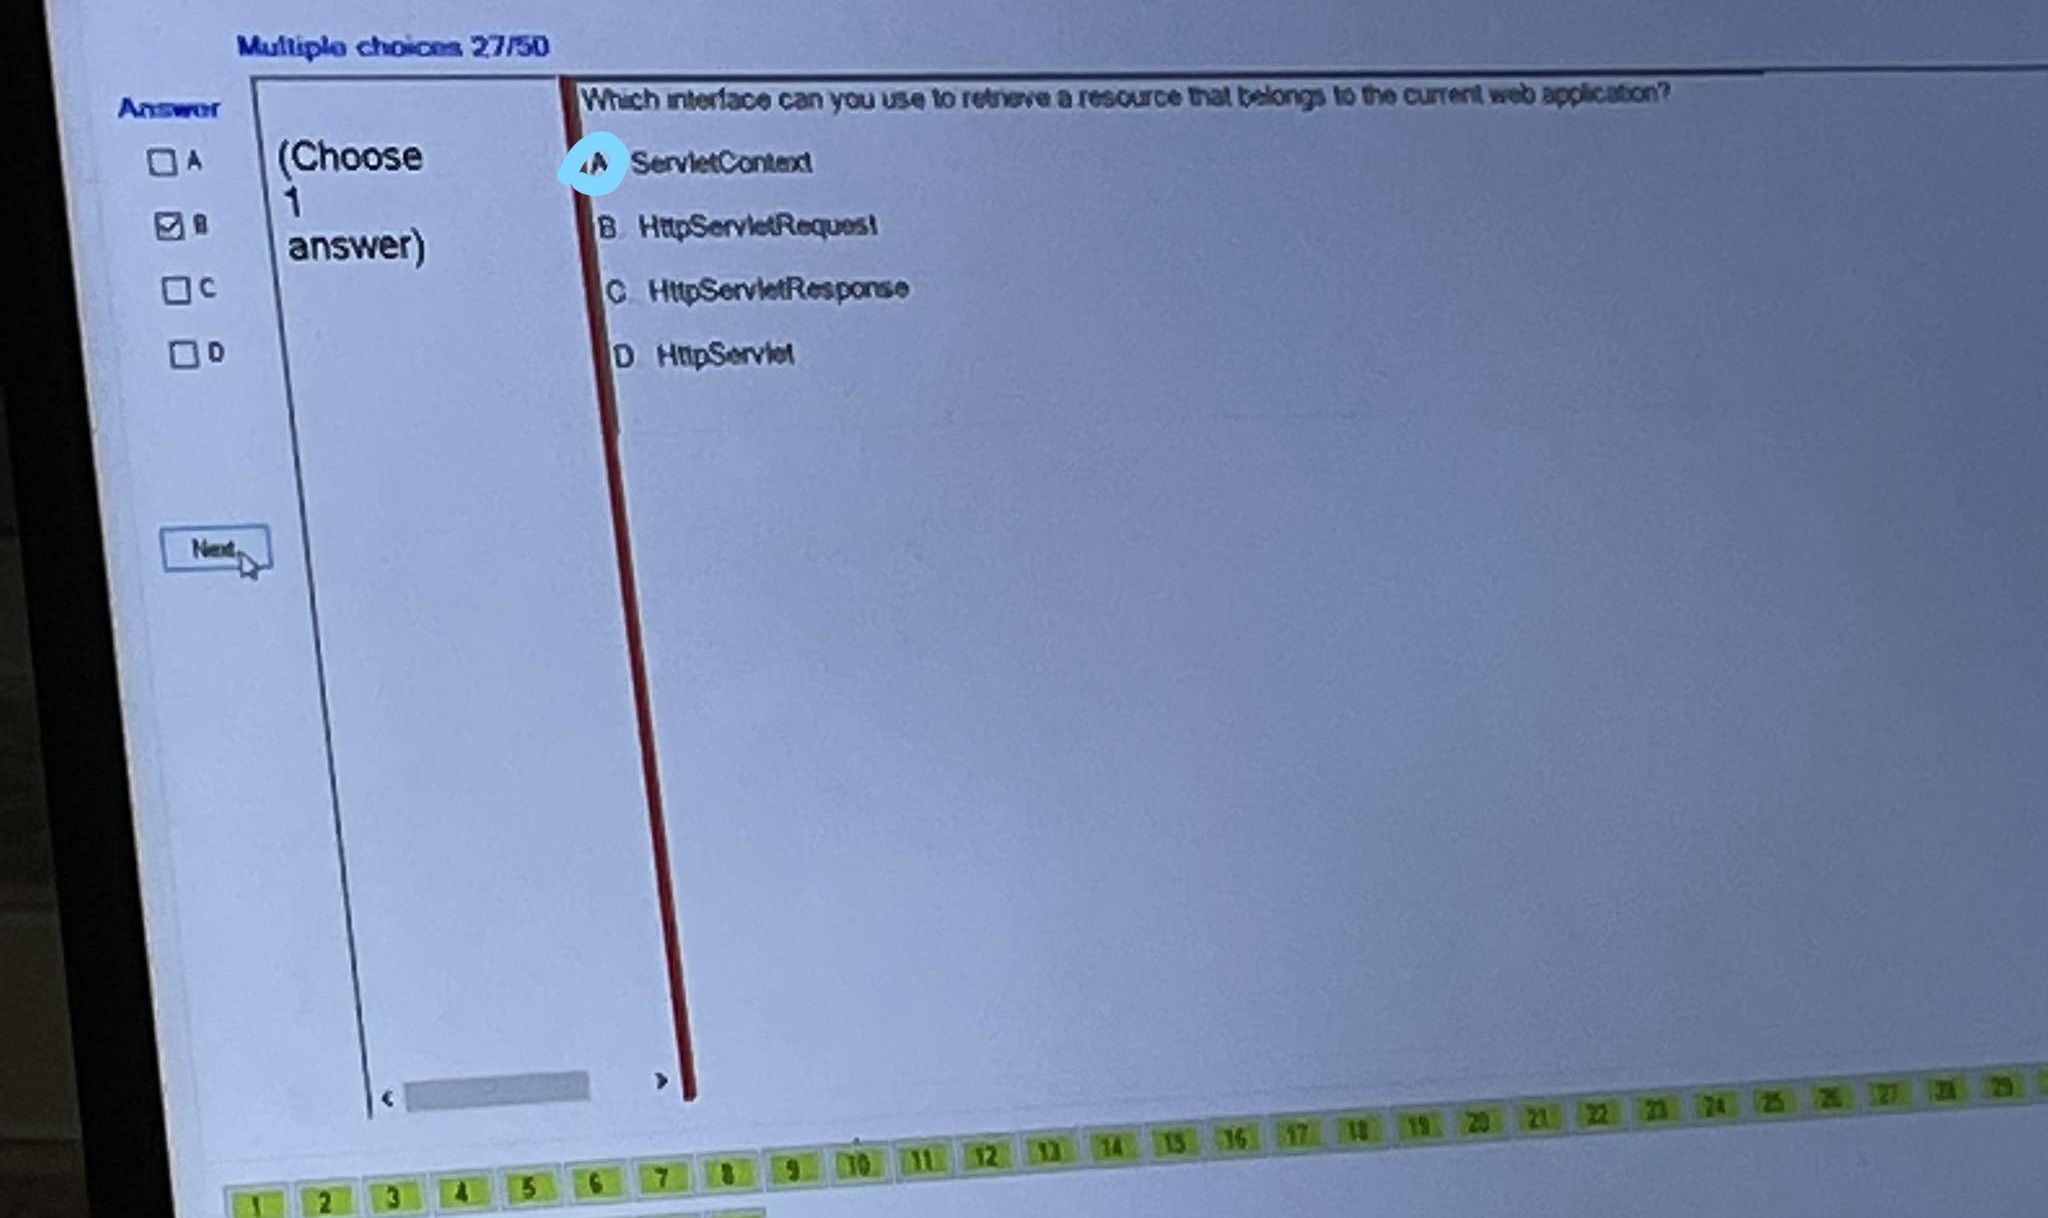 Multiple choices 27/50
Answer
A
B
C
D
(Choose
1
answer)
Which interface can you use to retrieve a resource that belongs to the current web application?
A ServletContext
B. HttpServletRequest
C. HttpServletResponse
D HttpServlet
Next
< >
1 2 3 4 5 6 7 8 9 10 11 12 13 14 15 16 17 18 19 20 21 22 23 24 25 26 27 28 29